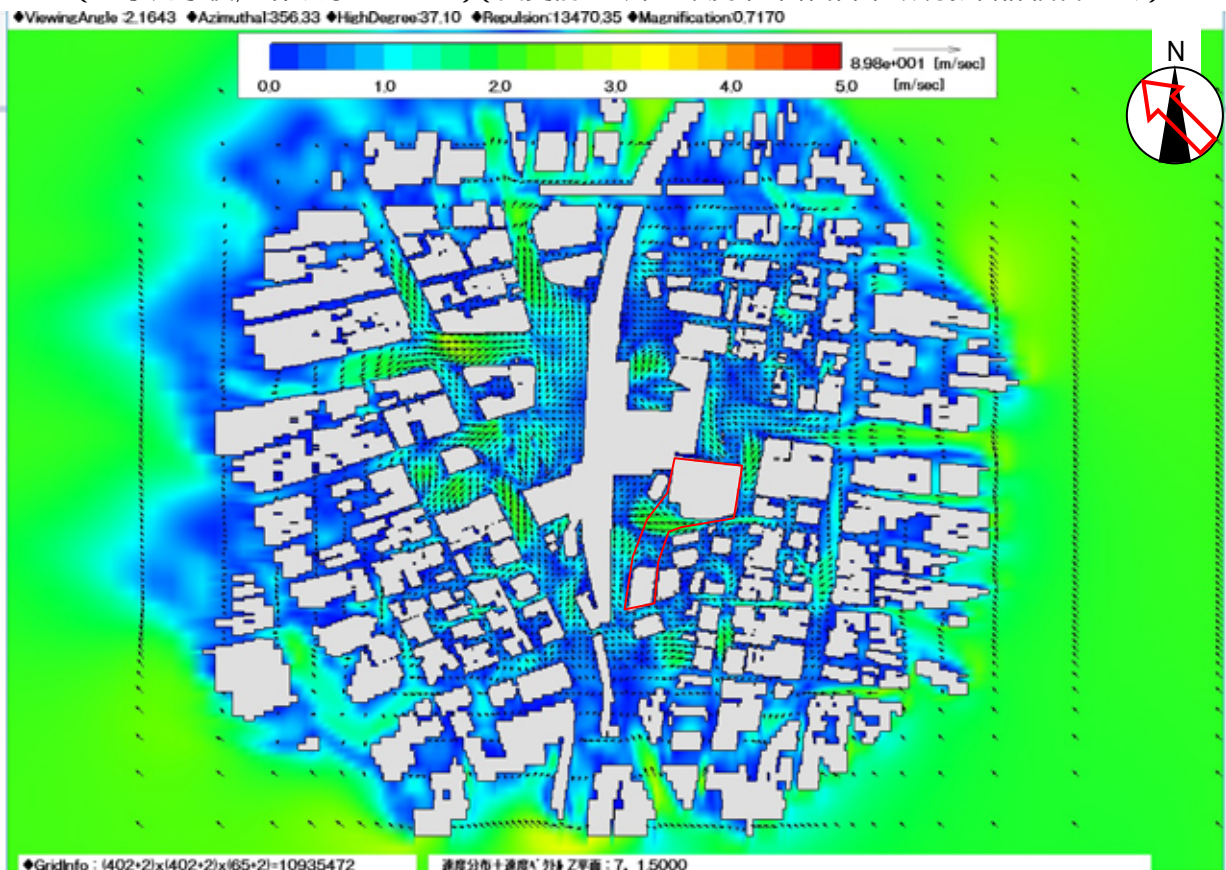 ◆ViewingAngle :2.1643 ◆Azimuthal:356.33 ◆HighDegree:37.10 ◆Repulsion:13470.35 ◆Magnification:0.7170
8.98e+001 [m/sec]
0.0 1.0 2.0 3.0 4.0 5.0 [m/sec]
N
◆GridInfo : (402+2)x(402+2)x(65+2)=10935472
速度分布+速度ベクトル Z平面 : 7, 1.5000